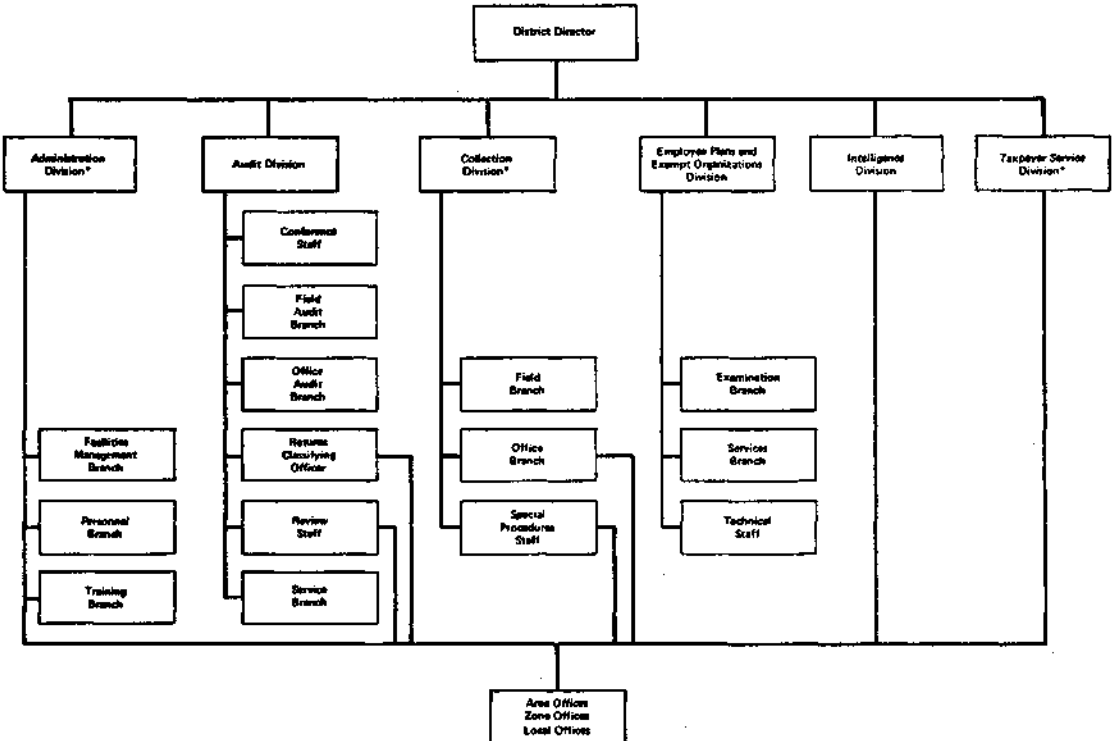 District Director
Administration
Division*
Audit Division
Collection
Division*
Employee Plans and
Exempt Organizations
Division
Intelligence
Division
Taxpayer Service
Division*
Conference
Staff
Field
Audit
Branch
Office
Audit
Branch
Returns
Classifying
Officer
Review
Staff
Service
Branch
Facilities
Management
Branch
Personnel
Branch
Training
Branch
Field
Branch
Office
Branch
Special
Procedures
Staff
Examination
Branch
Services
Branch
Technical
Staff
Area Offices
Zone Offices
Local Offices